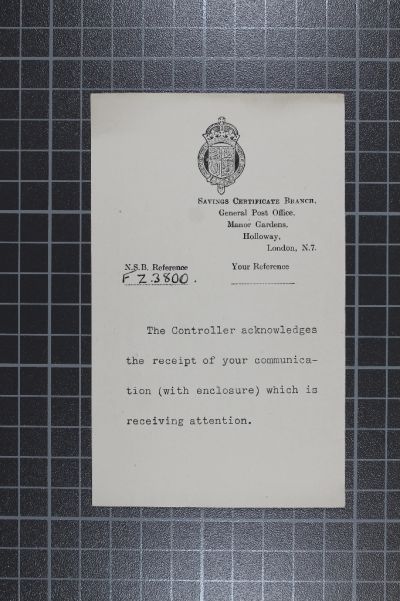 SAVINGS CERTIFICATE BRANCH,
General Post Office,
Manor Gardens,
Holloway,
London, N.7.
N.S.B. Reference
Your Reference
F Z 3800.
The Controller acknowledges
the receipt of your communica-
tion (with enclosure) which is
receiving attention.